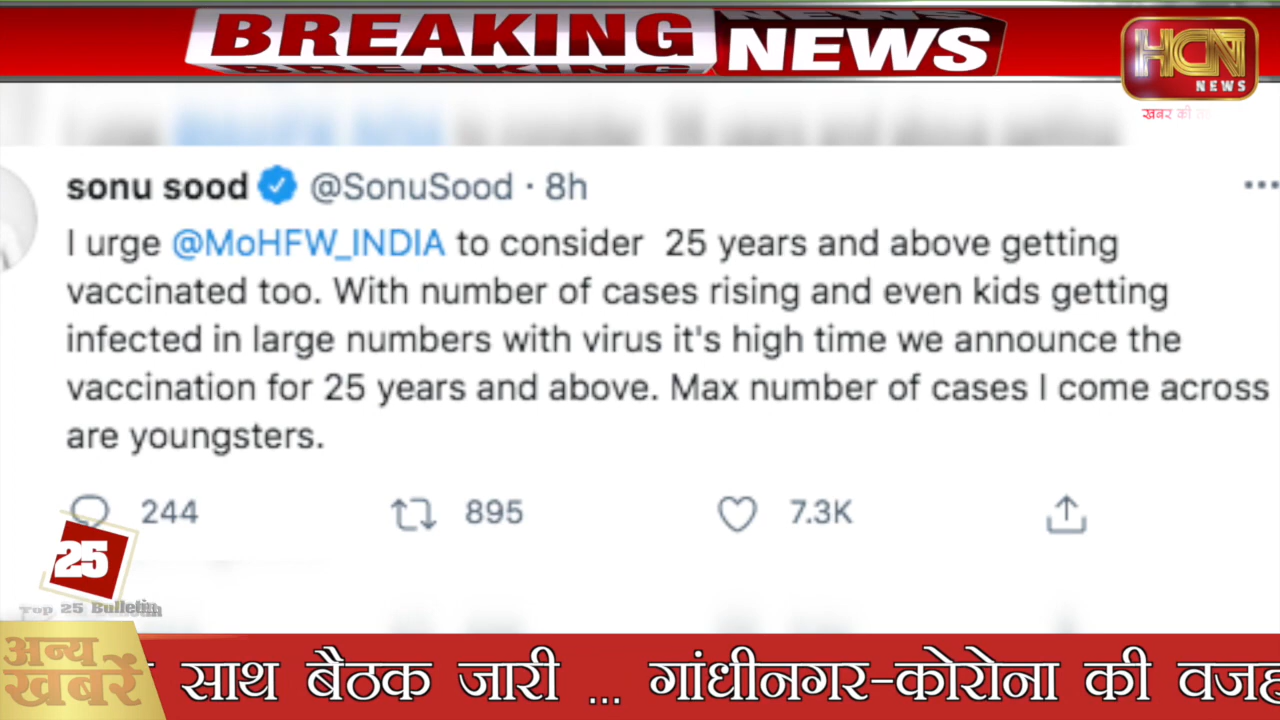 BREAKING NEWS
HCN
NEWS
खबर की
sonu sood @SonuSood · 8h
I urge @MoHFW_INDIA to consider 25 years and above getting
vaccinated too. With number of cases rising and even kids getting
infected in large numbers with virus it's high time we announce the
vaccination for 25 years and above. Max number of cases I come across
are youngsters.
244 895 7.3K
25
Top 25 Bulletin
अन्य
खबरें
साथ बैठक जारी ... गांधीनगर-कोरोना की वजह